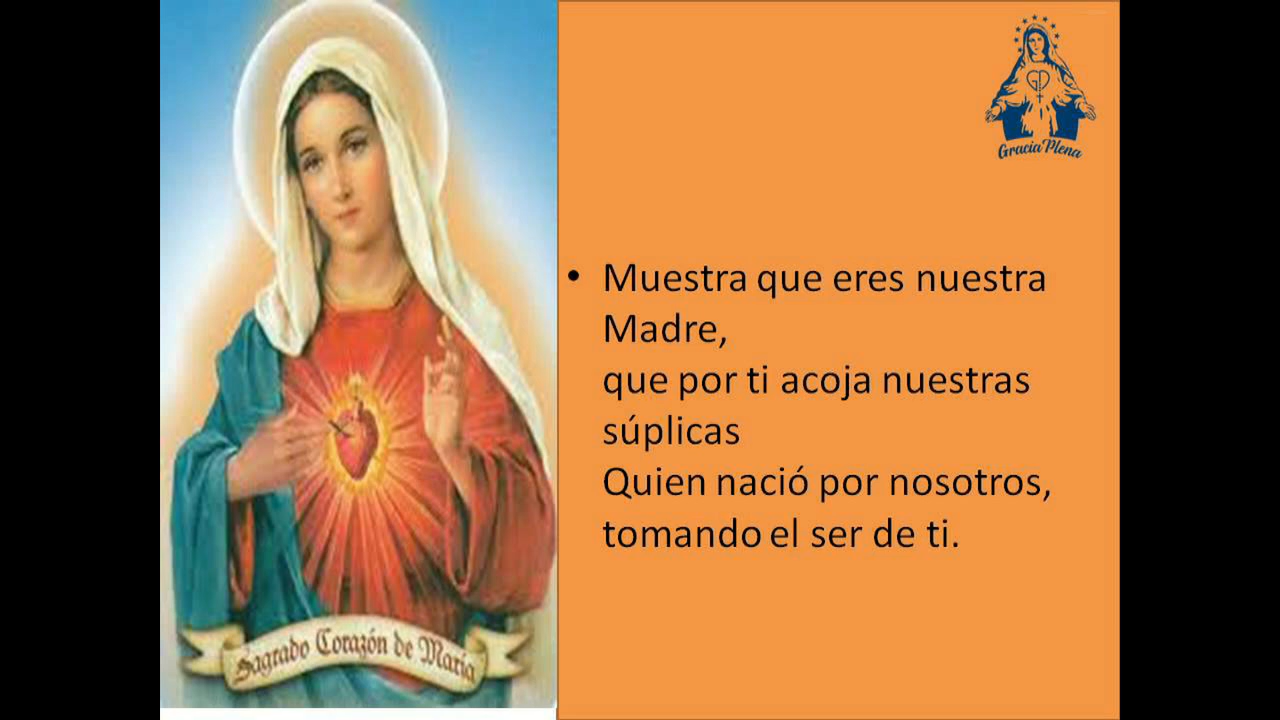 Gracia Plena
• Muestra que eres nuestra
Madre,
que por ti acoja nuestras
súplicas
Quien nació por nosotros,
tomando el ser de ti.
Sagrado Corazón de María